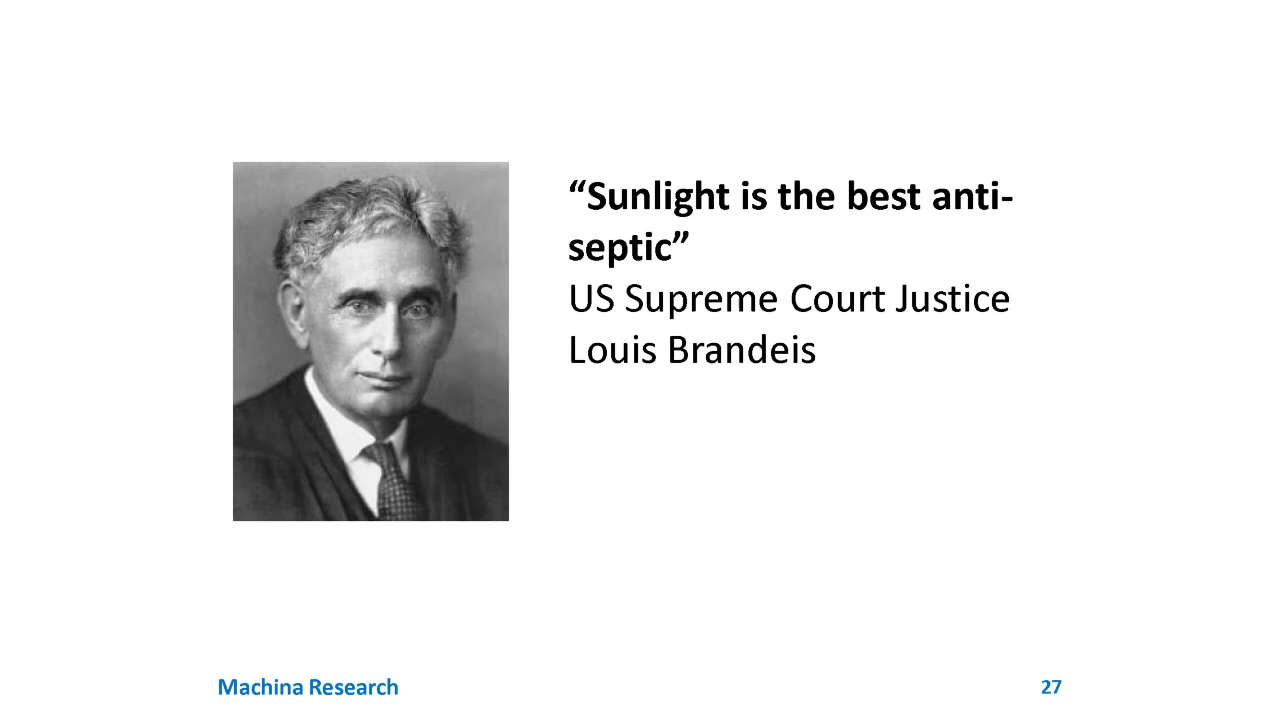 “Sunlight is the best anti-
septic”
US Supreme Court Justice
Louis Brandeis
Machina Research
27